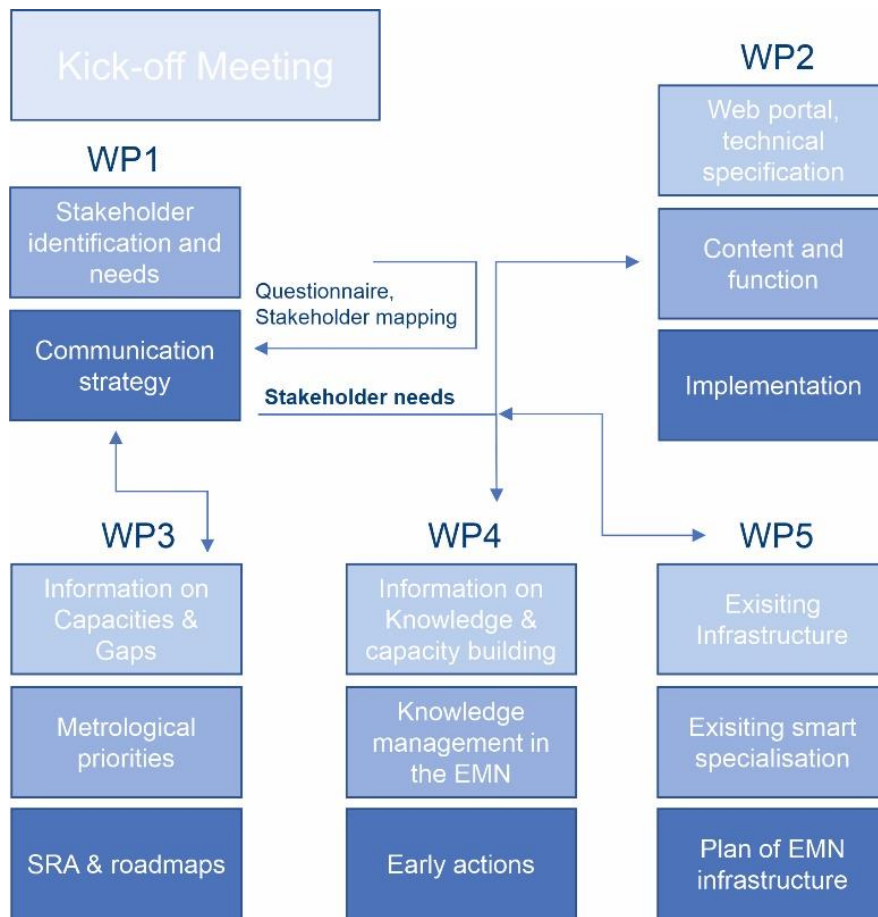 Kick-off Meeting
WP1
Stakeholder
identification and
needs
Communication
strategy
Questionnaire,
Stakeholder mapping
Stakeholder needs
WP2
Web portal,
technical
specification
Content and
function
Implementation
WP3
Information on
Capacities &
Gaps
Metrological
priorities
SRA & roadmaps
WP4
Information on
Knowledge &
capacity building
Knowledge
management in
the EMN
Early actions
WP5
Exisiting
Infrastructure
Exisiting smart
specialisation
Plan of EMN
infrastructure